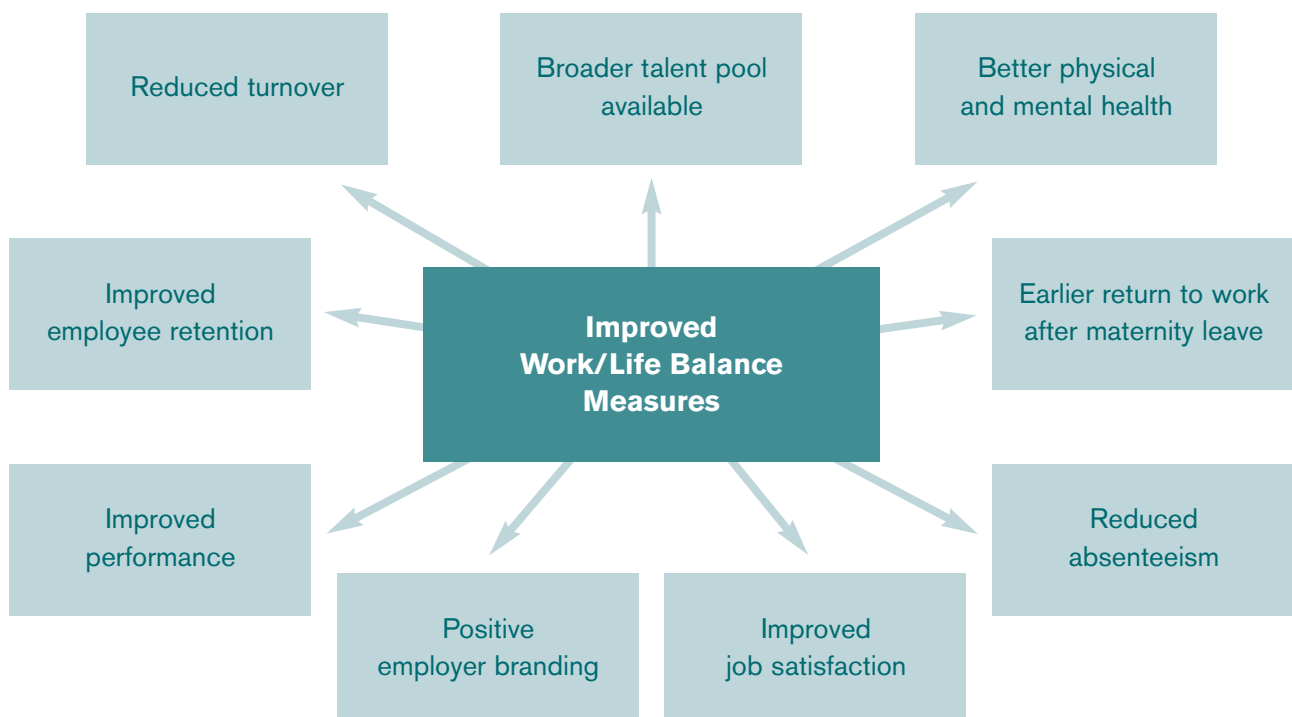 Reduced turnover
Broader talent pool
available
Better physical
and mental health
Improved
employee retention
Improved
Work/Life Balance
Measures
Earlier return to work
after maternity leave
Improved
performance
Reduced
absenteeism
Positive
employer branding
Improved
job satisfaction